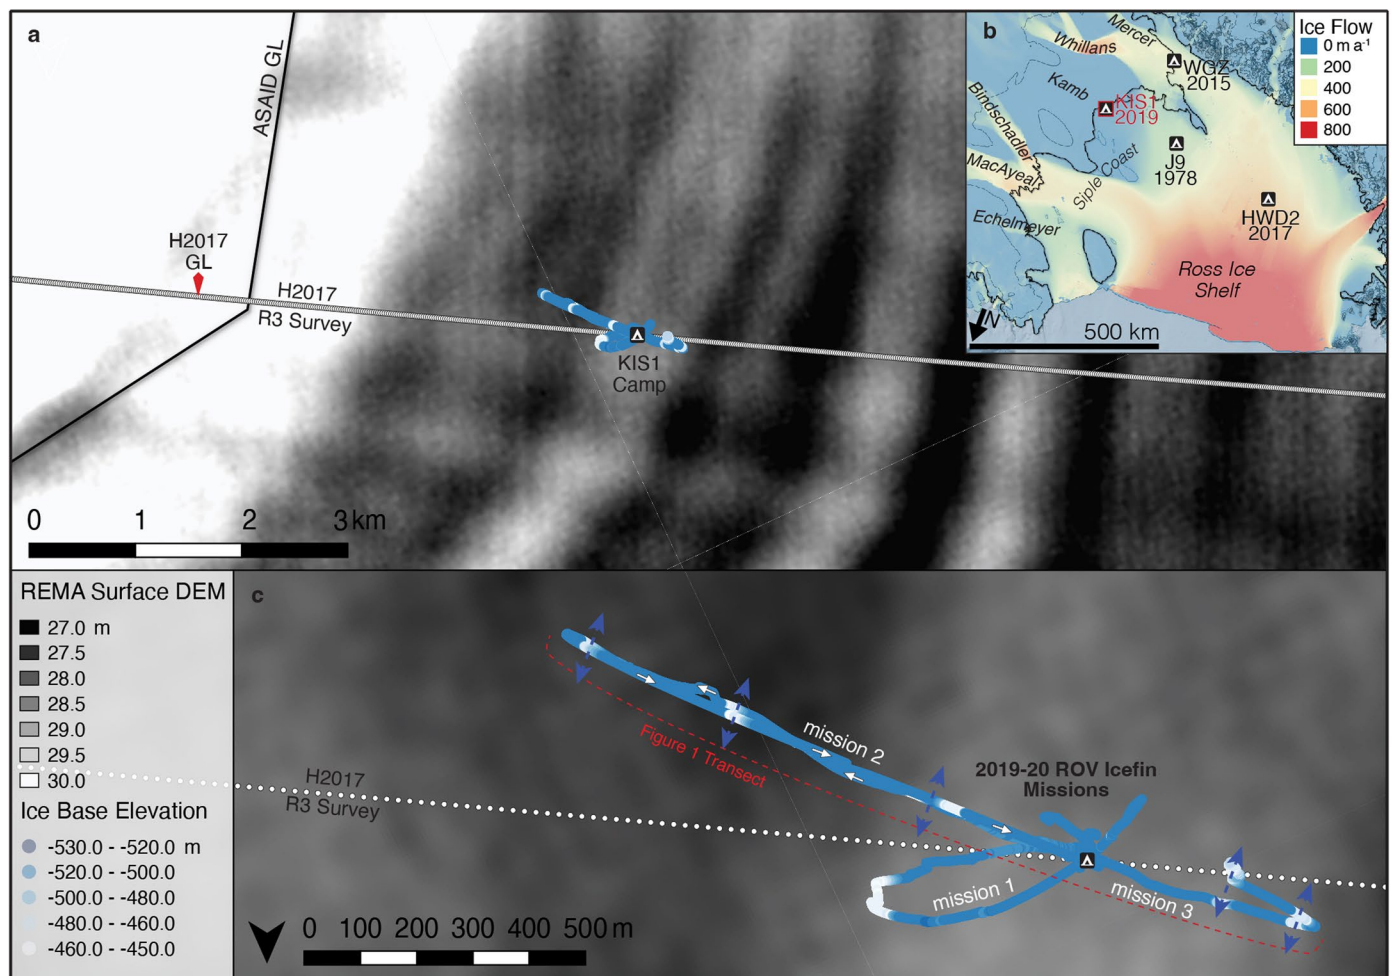 a
ASAID GL
H2017
GL
H2017
R3 Survey
KIS1
Camp
0 1 2 3 km
b
Mercer
Whillans
WGZ
2015
Kamb
KIS1
2019
Bindschadler
J9
1978
MacAyeal
Siple Coast
HWD2
2017
Echelmeyer
Ross Ice
Shelf
N
500 km
Ice Flow
0 m a-1
200
400
600
800
REMA Surface DEM
27.0 m
27.5
28.0
28.5
29.0
29.5
30.0
Ice Base Elevation
-530.0 - -520.0 m
-520.0 - -500.0
-500.0 - -480.0
-480.0 - -460.0
-460.0 - -450.0
c
mission 2
Figure 1 Transect
2019-20 ROV Icefin
Missions
H2017
R3 Survey
mission 1
mission 3
0 100 200 300 400 500 m